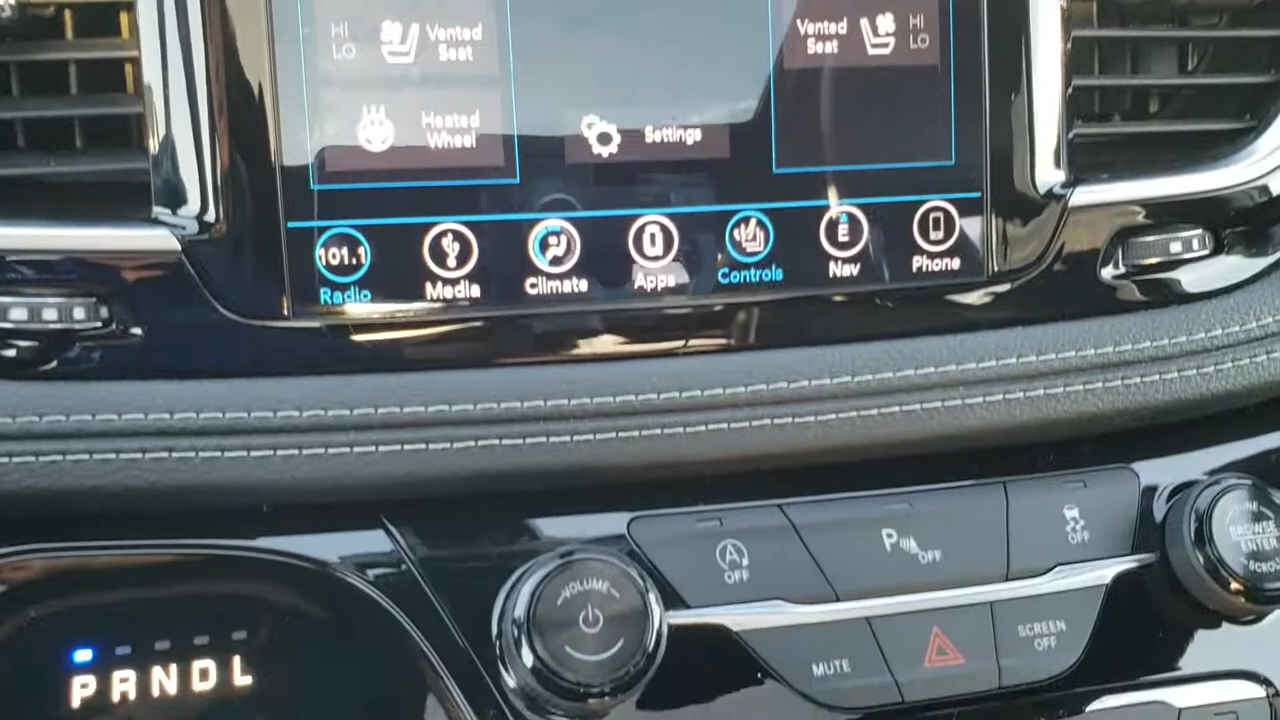 HI
LO
Vented
Seat
Vented
Seat
HI
LO
Heated
Wheel
Settings
101.1
E
Radio
Media
Climate
Apps
Controls
Nav
Phone
A
OFF
P
OFF
OFF
VOLUME
MUTE
SCREEN
OFF
BROWSE
ENTER
PRNDL